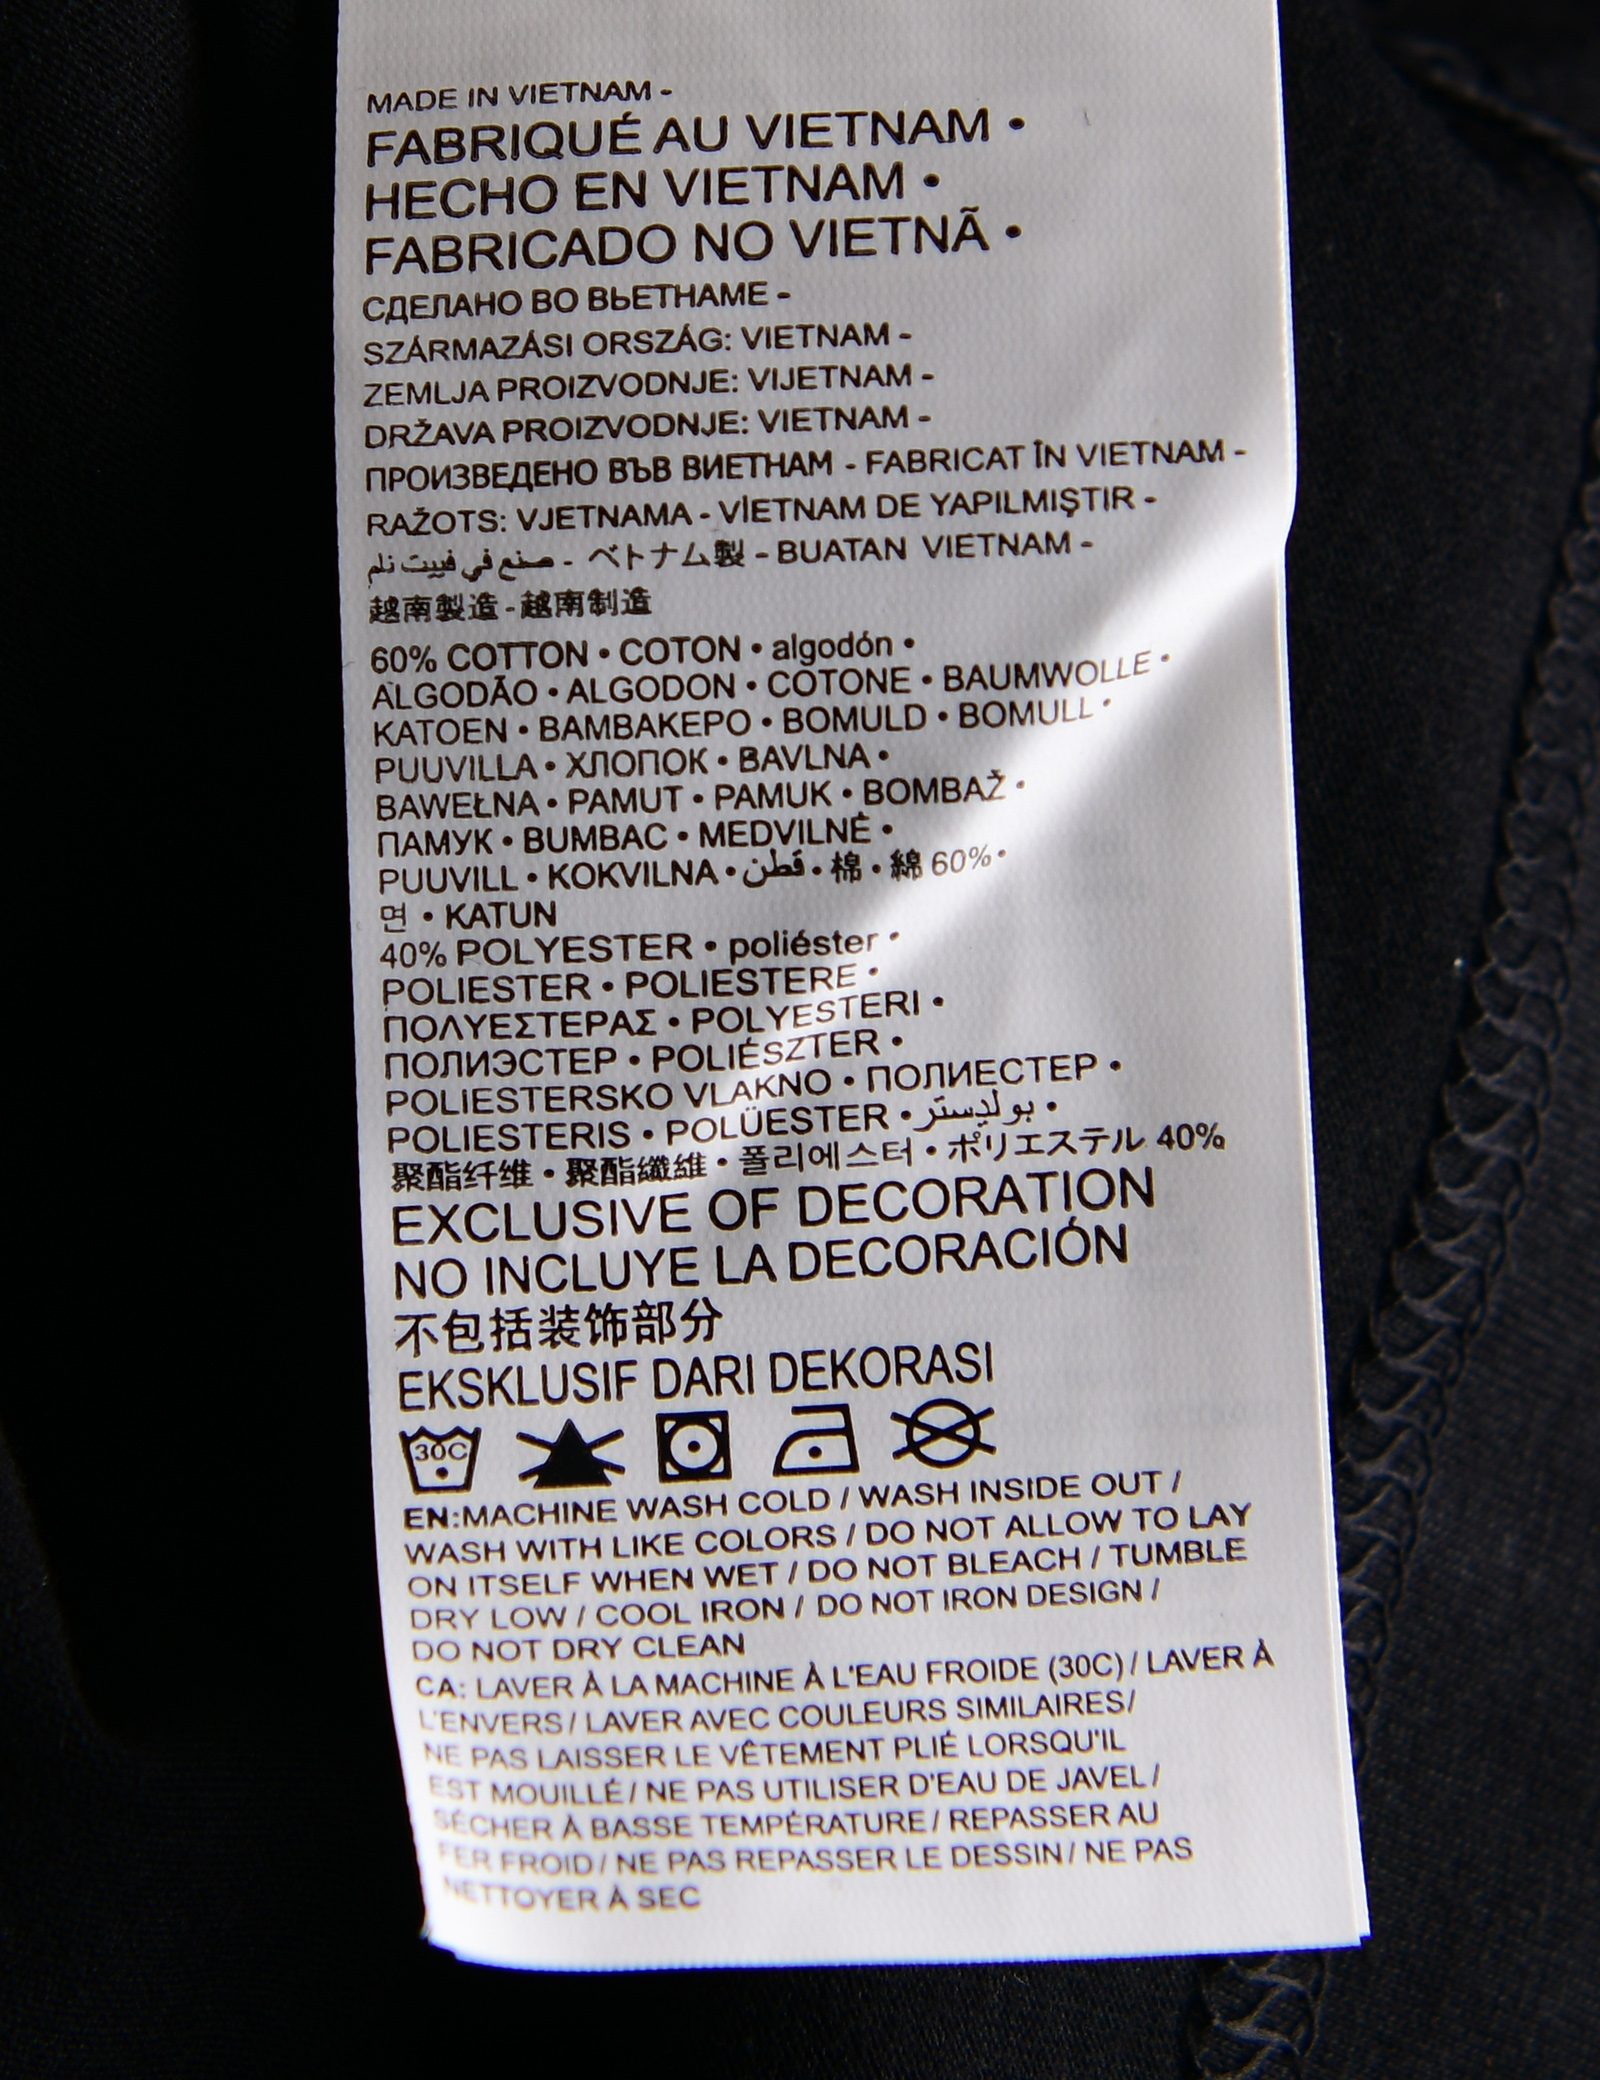 MADE IN VIETNAM -
FABRIQUÉ AU VIETNAM •
HECHO EN VIETNAM •
FABRICADO NO VIETNÃ •
СДЕЛАНО ВО ВЬЕТНАМЕ -
SZÁRMAZÁSI ORSZÁG: VIETNAM -
ZEMLJA PROIZVODNJE: VIJETNAM -
DRŽAVA PROIZVODNJE: VIETNAM -
ПРОИЗВЕДЕНО ВЪВ ВИЕТНАМ - FABRICAT ÎN VIETNAM -
RAŽOTS: VJETNAMA - VIETNAM DE YAPILMIŞTIR -
صنع في فييت نلم - ベトナム製 - BUATAN VIETNAM -
越南製造 - 越南制造
60% COTTON • COTON • algodón •
ALGODÃO • ALGODON • COTONE • BAUMWOLLE •
KATOEN • ΒΑΜΒΑΚΕΡΟ • BOMULD • BOMULL •
PUUVILLA • ХЛОПОК • BAVLNA •
BAWEŁNA • PAMUT • PAMUK • BOMBAŽ •
ПАМУК • BUMBAC • MEDVILNĖ •
PUUVILL • KOKVILNA • قطن • 棉 • 綿 60% •
면 • KATUN
40% POLYESTER • poliéster •
POLIESTER • POLIESTERE •
ΠΟΛΥΕΣΤΕΡΑΣ • POLYESTERI •
ПОЛИЭСТЕР • POLIÉSZTER •
POLIESTERSKO VLAKNO • ПОЛИЕСТЕР •
POLIESTERIS • POLÜESTER • بوليستر •
聚酯纤维 • 聚酯纖維 • 폴리에스터 • ポリエステル 40%
EXCLUSIVE OF DECORATION
NO INCLUYE LA DECORACIÓN
不包括装饰部分
EKSKLUSIF DARI DEKORASI
30C
EN:MACHINE WASH COLD / WASH INSIDE OUT /
WASH WITH LIKE COLORS / DO NOT ALLOW TO LAY
ON ITSELF WHEN WET / DO NOT BLEACH / TUMBLE
DRY LOW / COOL IRON / DO NOT IRON DESIGN /
DO NOT DRY CLEAN
CA: LAVER À LA MACHINE À L'EAU FROIDE (30C) / LAVER À
L'ENVERS / LAVER AVEC COULEURS SIMILAIRES/
NE PAS LAISSER LE VÊTEMENT PLIÉ LORSQU'IL
EST MOUILLÉ / NE PAS UTILISER D'EAU DE JAVEL /
SÉCHER À BASSE TEMPÉRATURE / REPASSER AU
FER FROID / NE PAS REPASSER LE DESSIN / NE PAS
NETTOYER À SEC